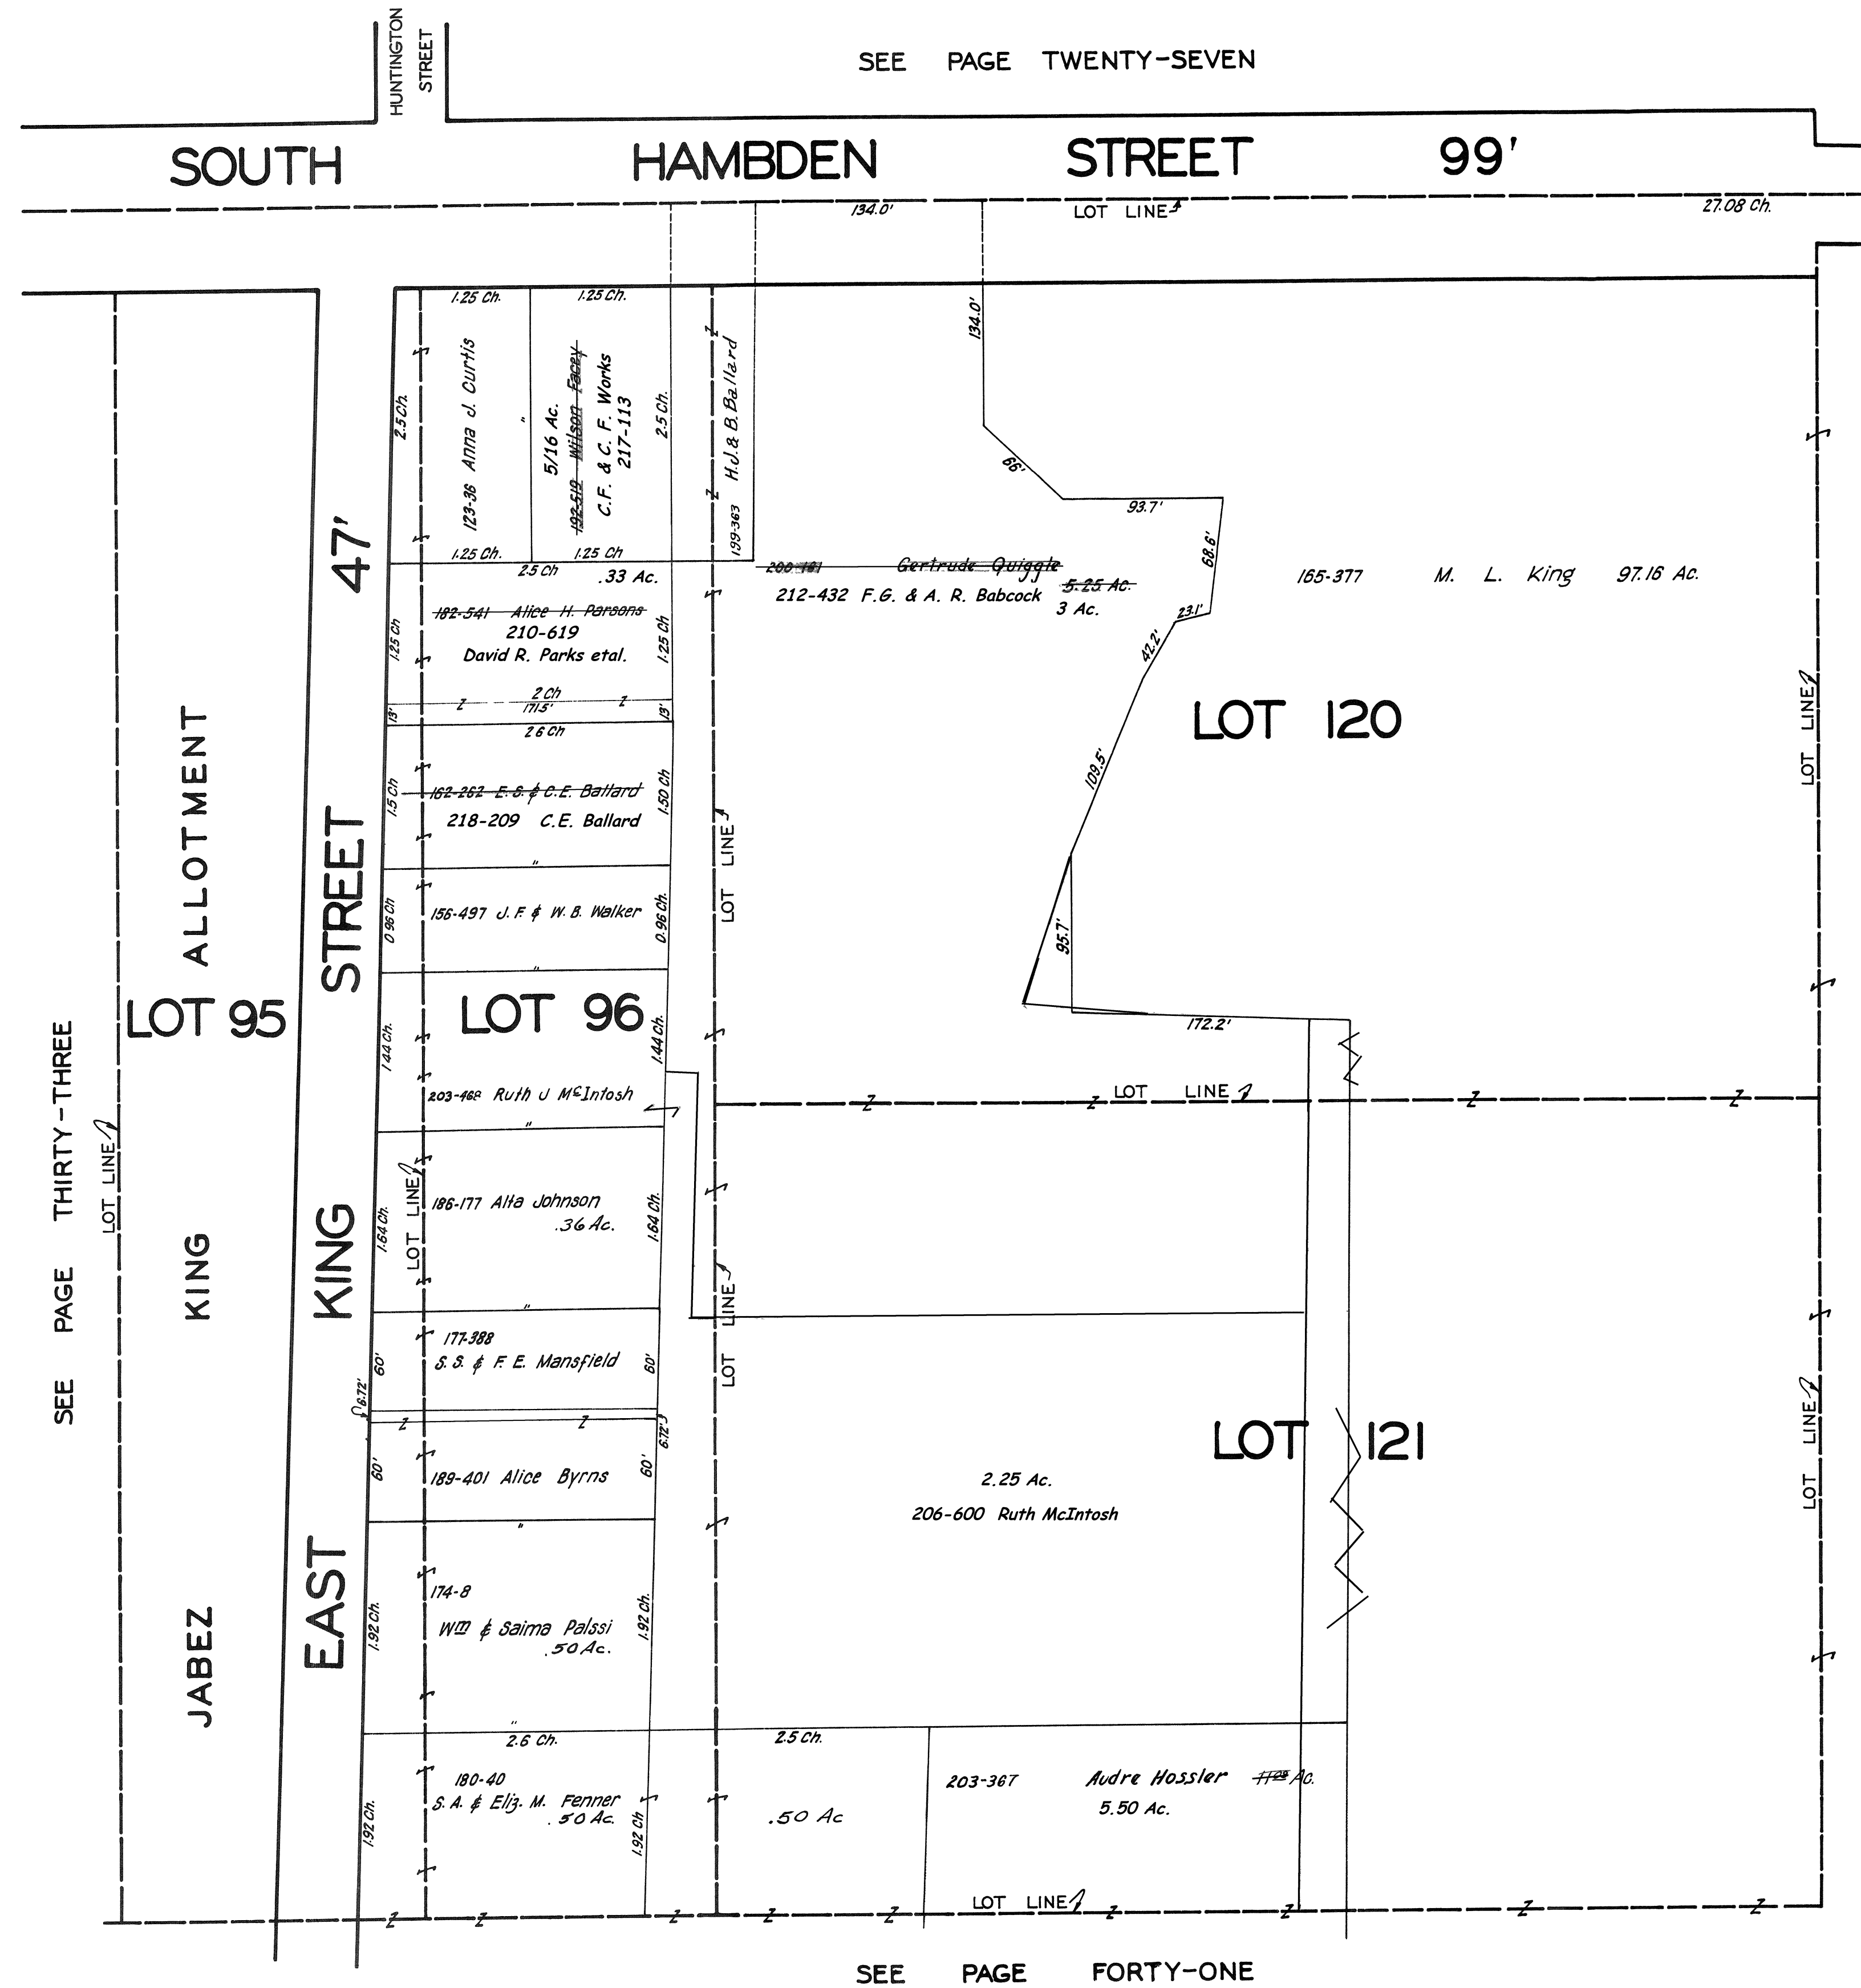 HUNTINGTON
STREET
SEE PAGE TWENTY-SEVEN
SOUTH HAMBDEN STREET 99'
134.0'
LOT LINE
27.08 Ch.
1.25 Ch.
1.25 Ch.
2.5 Ch.
123-36 Anna J. Curtis
"
5/16 Ac.
192-519 Wilson Facey
C.F. & C. F. Works
217-113
2.5 Ch.
199-363 H.J. & B. Ballard
134.0'
66'
93.7'
68.6'
23.1'
42.2'
109.5'
95.7'
172.2'
1.25 Ch.
1.25 Ch
2.5 Ch
.33 Ac.
182-541 Alice H. Parsons
210-619
David R. Parks etal.
1.25 Ch
1.25 Ch
2 Ch
171.5'
13'
13'
2.6 Ch
200-181 Gertrude Quiggle
5.25 Ac.
212-432 F.G. & A. R. Babcock
3 Ac.
165-377 M. L. King 97.16 Ac.
LOT 120
LOT LINE
1.5 Ch
162-262 E.S. & C.E. Ballard
218-209 C.E. Ballard
1.50 Ch
"
LOT LINE
0.96 Ch
156-497 J. F. & W. B. Walker
0.96 Ch.
"
LOT 95
LOT 96
1.44 Ch.
1.44 Ch.
203-468 Ruth J McIntosh
"
LOT LINE
SEE PAGE THIRTY-THREE
LOT LINE
JABEZ KING ALLOTMENT
EAST KING STREET 47'
LOT LINE
1.64 Ch.
186-177 Alta Johnson
.36 Ac.
1.64 Ch.
"
LOT LINE
60'
177-388
S. S. & F. E. Mansfield
60'
6.72'
6.72'
60'
189-401 Alice Byrns
60'
"
LOT 121
LOT LINE
2.25 Ac.
206-600 Ruth McIntosh
1.92 Ch.
174-8
Wm & Saima Palssi
.50 Ac.
1.92 Ch.
"
2.6 Ch.
2.5 Ch.
1.92 Ch.
180-40
S. A. & Eliz. M. Fenner
.50 Ac.
1.92 Ch
.50 Ac
203-367 Audre Hossler Ac.
5.50 Ac.
LOT LINE
SEE PAGE FORTY-ONE